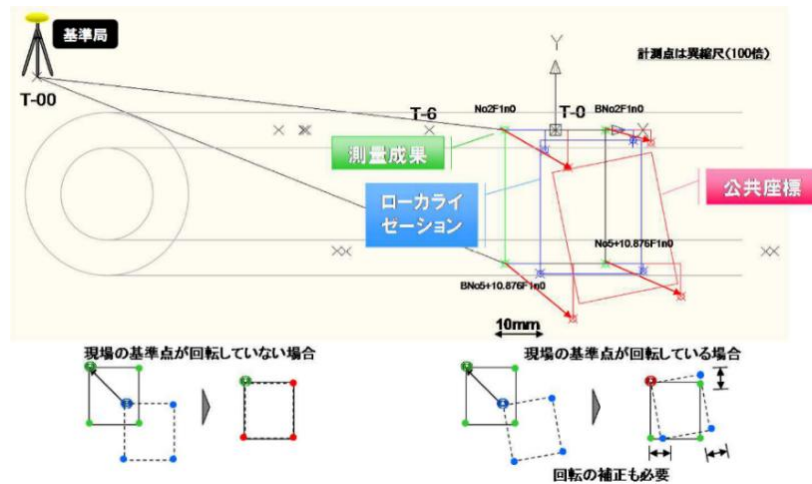 基準局
計測点は異縮尺(100倍)
Y
T-00
T-6
No2F1n0
T-0
BNo2F1n0
X
測量成果
ローカライ
ゼーション
公共座標
No5+10.876F1n0
BNo5+10.876F1n0
10mm
現場の基準点が回転していない場合
現場の基準点が回転している場合
回転の補正も必要